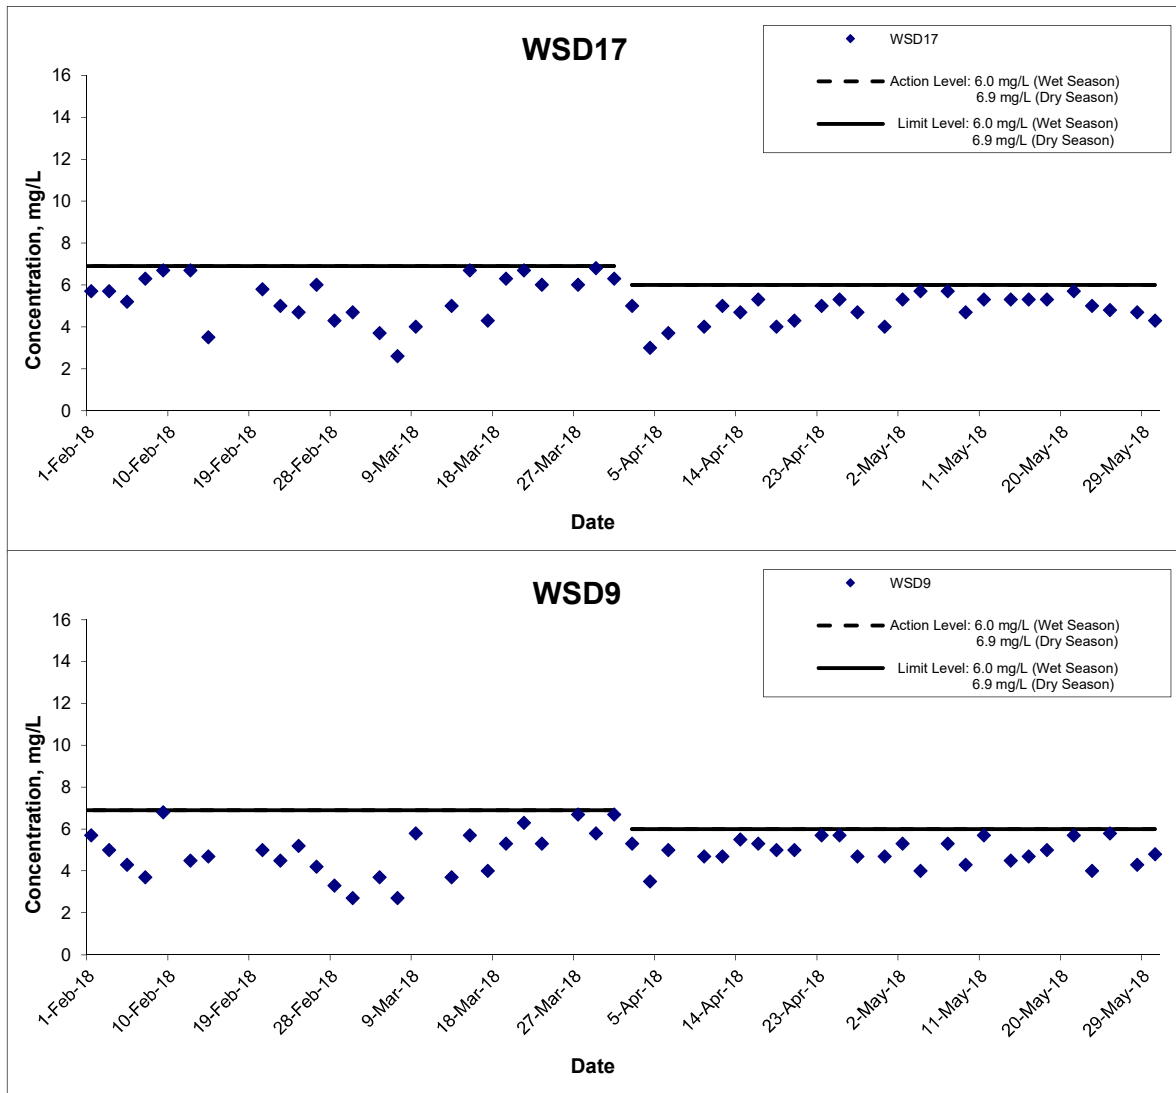 WSD17
WSD17
Action Level: 6.0 mg/L (Wet Season)
6.9 mg/L (Dry Season)
Limit Level: 6.0 mg/L (Wet Season)
6.9 mg/L (Dry Season)
Concentration, mg/L
16
14
12
10
8
6
4
2
0
1-Feb-18
10-Feb-18
19-Feb-18
28-Feb-18
9-Mar-18
18-Mar-18
27-Mar-18
5-Apr-18
14-Apr-18
23-Apr-18
2-May-18
11-May-18
20-May-18
29-May-18
Date
WSD9
WSD9
Action Level: 6.0 mg/L (Wet Season)
6.9 mg/L (Dry Season)
Limit Level: 6.0 mg/L (Wet Season)
6.9 mg/L (Dry Season)
Concentration, mg/L
16
14
12
10
8
6
4
2
0
1-Feb-18
10-Feb-18
19-Feb-18
28-Feb-18
9-Mar-18
18-Mar-18
27-Mar-18
5-Apr-18
14-Apr-18
23-Apr-18
2-May-18
11-May-18
20-May-18
29-May-18
Date